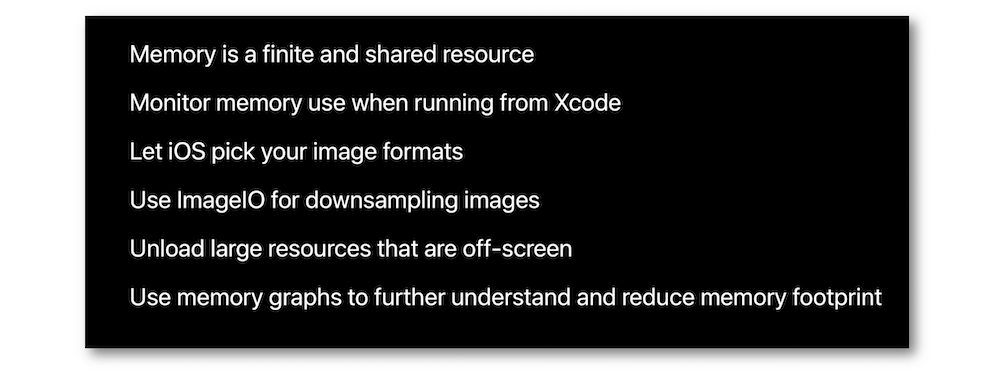 Memory is a finite and shared resource
Monitor memory use when running from Xcode
Let iOS pick your image formats
Use ImageIO for downsampling images
Unload large resources that are off-screen
Use memory graphs to further understand and reduce memory footprint